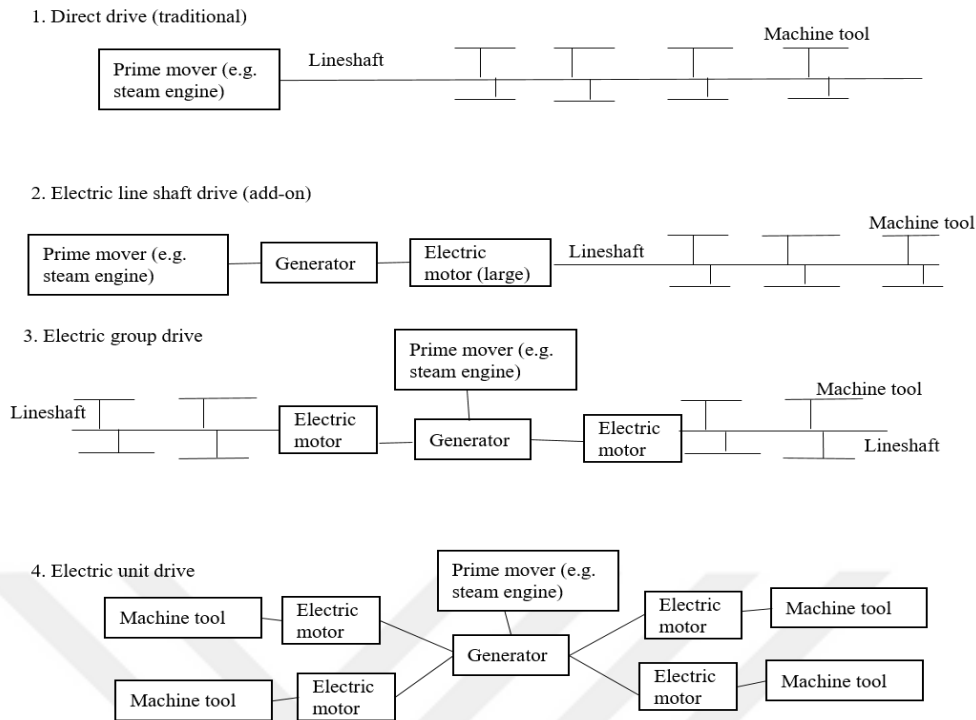 1. Direct drive (traditional)
Machine tool
Lineshaft
Prime mover (e.g.
steam engine)
2. Electric line shaft drive (add-on)
Machine tool
Prime mover (e.g.
steam engine)
Generator
Electric
motor (large)
Lineshaft
3. Electric group drive
Prime mover (e.g.
steam engine)
Machine tool
Lineshaft
Electric
motor
Generator
Electric
motor
Lineshaft
4. Electric unit drive
Prime mover (e.g.
steam engine)
Machine tool
Electric
motor
Electric
motor
Machine tool
Generator
Machine tool
Electric
motor
Electric
motor
Machine tool